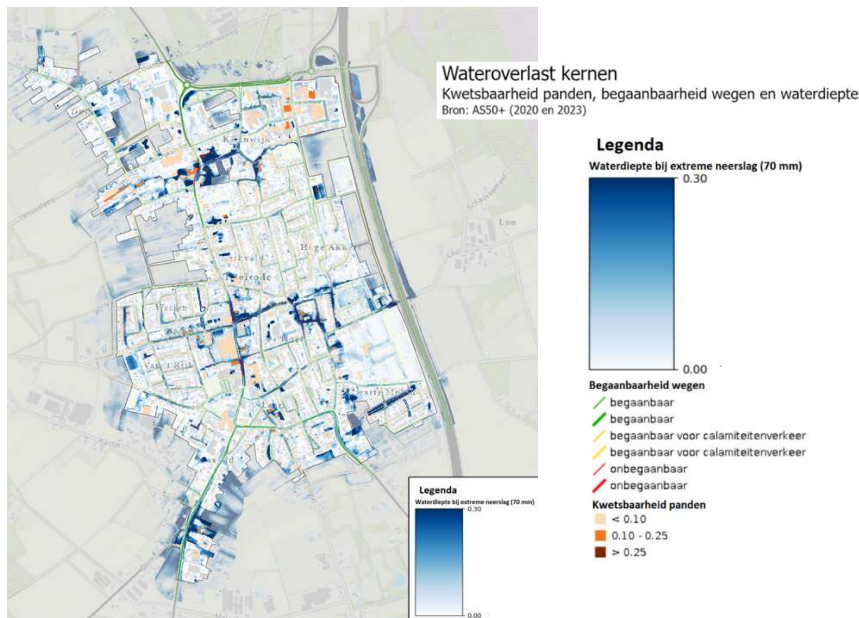 Wateroverlast kernen
Kwetsbaarheid panden, begaanbaarheid wegen en waterdiepte
Bron: AS50+ (2020 en 2023)
Legenda
Waterdiepte bij extreme neerslag (70 mm)
0.30
0.00
Begaanbaarheid wegen
begaanbaar
begaanbaar
begaanbaar voor calamiteitenverkeer
begaanbaar voor calamiteitenverkeer
onbegaanbaar
onbegaanbaar
Kwetsbaarheid panden
< 0.10
0.10 - 0.25
> 0.25
Loo
Legenda
Waterdiepte bij extreme neerslag (70 mm)
0.30
0.00